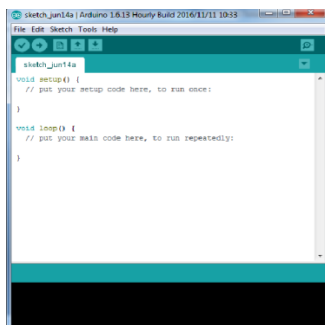 sketch_jun14a | Arduino 1.6.13 Hourly Build 2016/11/11 10:33
File Edit Sketch Tools Help
sketch_jun14a
void setup() {
// put your setup code here, to run once:
}
void loop() {
// put your main code here, to run repeatedly:
}